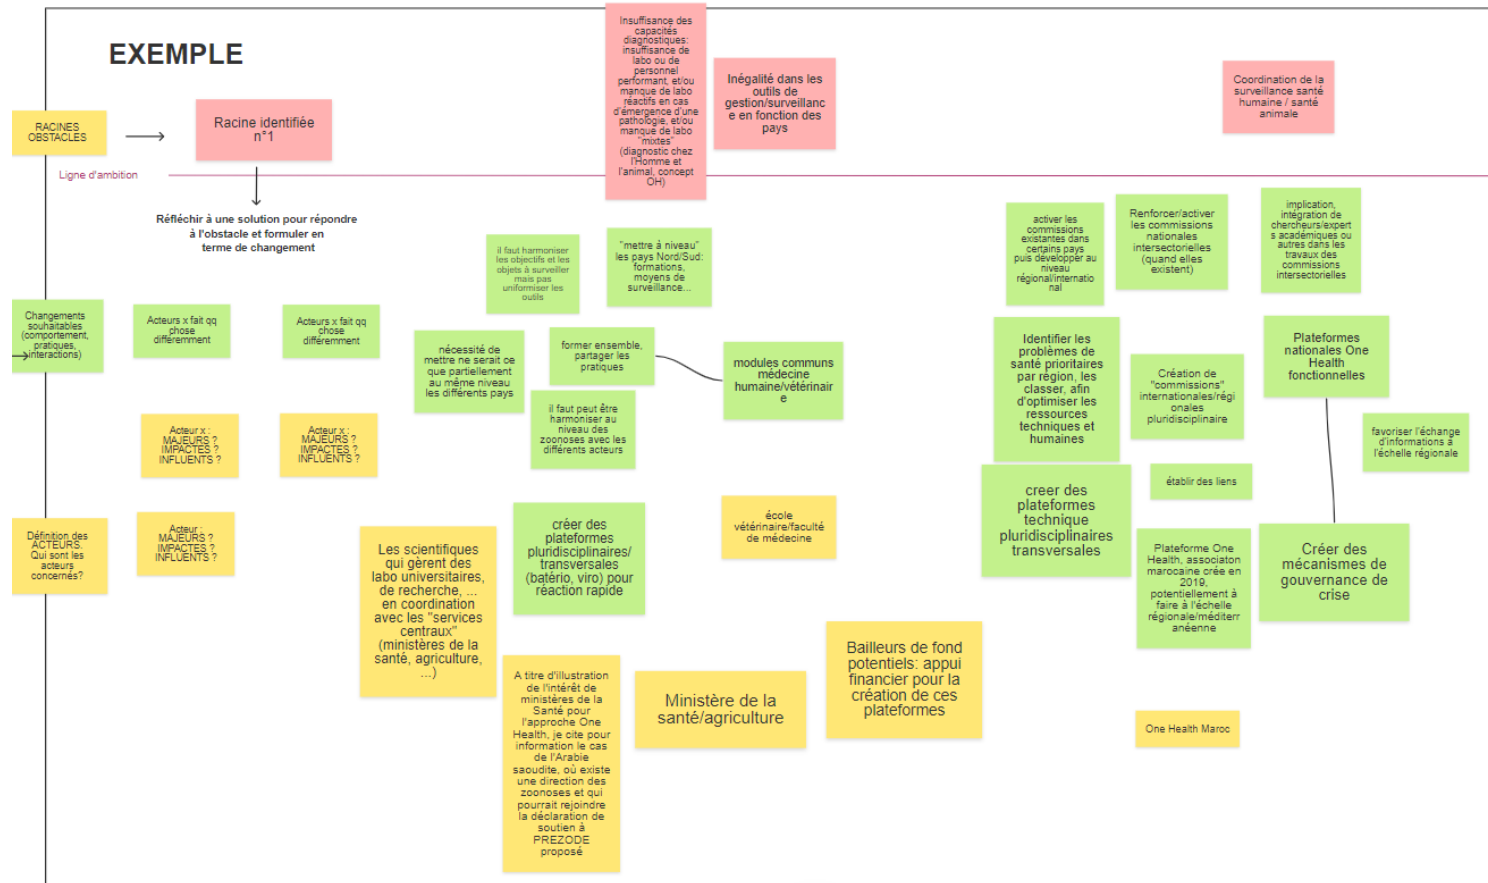 EXEMPLE
RACINES
OBSTACLES
Racine identifiée
n°1
Insuffisance des
capacités
diagnostiques:
insuffisance de
labo ou de
personnel
performant, et/ou
manque de labo
réactifs en cas
d'émergence d'une
pathologie, et/ou
manque de labo
"mixtes"
(diagnostic chez
l'Homme et
l'animal, concept
OH)
Inégalité dans les
outils de
gestion/surveillanc
e en fonction des
pays
Coordination de la
surveillance santé
humaine / santé
animale
Ligne d'ambition
Réfléchir à une solution pour répondre
à l'obstacle et formuler en
terme de changement
il faut harmoniser
les objectifs et les
objets à surveiller
mais pas
uniformiser les
outils
"mettre à niveau"
les pays Nord/Sud:
formations,
moyens de
surveillance...
activer les
commissions
existantes dans
certains pays
puis développer au
niveau
régional/internatio
nal
Renforcer/activer
les commissions
nationales
intersectorielles
(quand elles
existent)
implication,
intégration de
chercheurs/expert
s académiques ou
autres dans les
travaux des
commissions
intersectorielles
Changements
souhaitables
(comportement,
pratiques,
interactions)
Acteurs x fait qq
chose
différemment
Acteurs x fait qq
chose
différemment
nécessité de
mettre ne serait ce
que partiellement
au même niveau
les différents pays
former ensemble,
partager les
pratiques
modules communs
médecine
humaine/vétérinair
e
il faut peut être
harmoniser au
niveau des
zoonoses avec les
différents acteurs
Identifier les
problèmes de
santé prioritaires
par région, les
classer, afin
d'optimiser les
ressources
techniques et
humaines
Création de
"commissions"
internationales/régi
onales
pluridisciplinaire
Plateformes
nationales One
Health
fonctionnelles
favoriser l'échange
d'informations à
l'échelle régionale
Acteur x :
MAJEURS ?
IMPACTES ?
INFLUENTS ?
Acteur x :
MAJEURS ?
IMPACTES ?
INFLUENTS ?
établir des liens
creer des
plateformes
technique
pluridisciplinaires
transversales
Définition des
ACTEURS.
Qui sont les
acteurs
concernés?
Acteur :
MAJEURS ?
IMPACTES ?
INFLUENTS ?
Les scientifiques
qui gèrent des
labo universitaires,
de recherche, ...
en coordination
avec les "services
centraux"
(ministères de la
santé, agriculture,
...)
créer des
plateformes
pluridisciplinaires/
transversales
(batério, viro) pour
réaction rapide
école
vétérinaire/faculté
de médecine
Plateforme One
Health, associaton
marocaine crée en
2019,
potentiellement à
faire à l'échelle
régionale/méditerr
anéenne
Créer des
mécanismes de
gouvernance de
crise
A titre d'illustration
de l'intérêt de
ministères de la
Santé pour
l'approche One
Health, je cite pour
information le cas
de l'Arabie
saoudite, où existe
une direction des
zoonoses et qui
pourrait rejoindre
la déclaration de
soutien à
PREZODE
proposé
Ministère de la
santé/agriculture
Bailleurs de fond
potentiels: appui
financier pour la
création de ces
plateformes
One Health Maroc